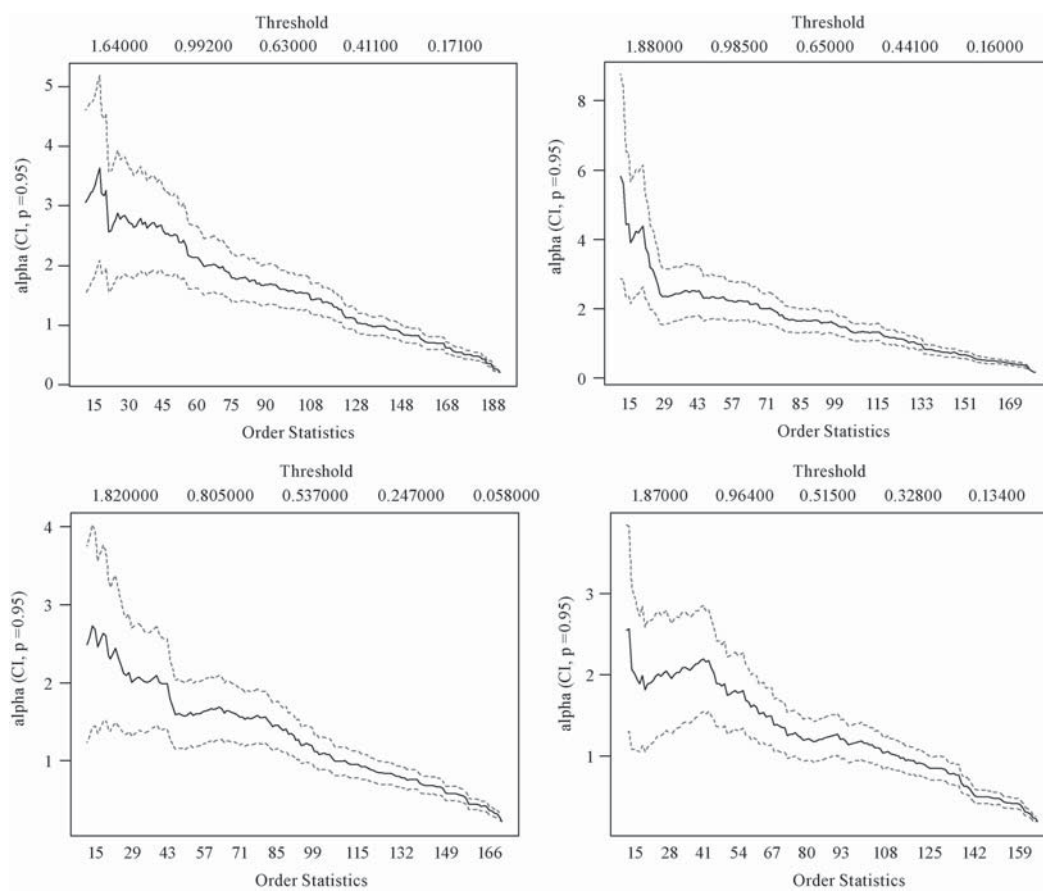 Threshold
1.64000 0.99200 0.63000 0.41100 0.17100
alpha (CI, p =0.95)
5
4
3
2
1
0
15 30 45 60 75 90 108 128 148 168 188
Order Statistics
Threshold
1.88000 0.98500 0.65000 0.44100 0.16000
alpha (CI, p =0.95)
8
6
4
2
0
15 29 43 57 71 85 99 115 133 151 169
Order Statistics
Threshold
1.820000 0.805000 0.537000 0.247000 0.058000
alpha (CI, p =0.95)
4
3
2
1
15 29 43 57 71 85 99 115 132 149 166
Order Statistics
Threshold
1.87000 0.96400 0.51500 0.32800 0.13400
alpha (CI, p =0.95)
3
2
1
15 28 41 54 67 80 93 108 125 142 159
Order Statistics